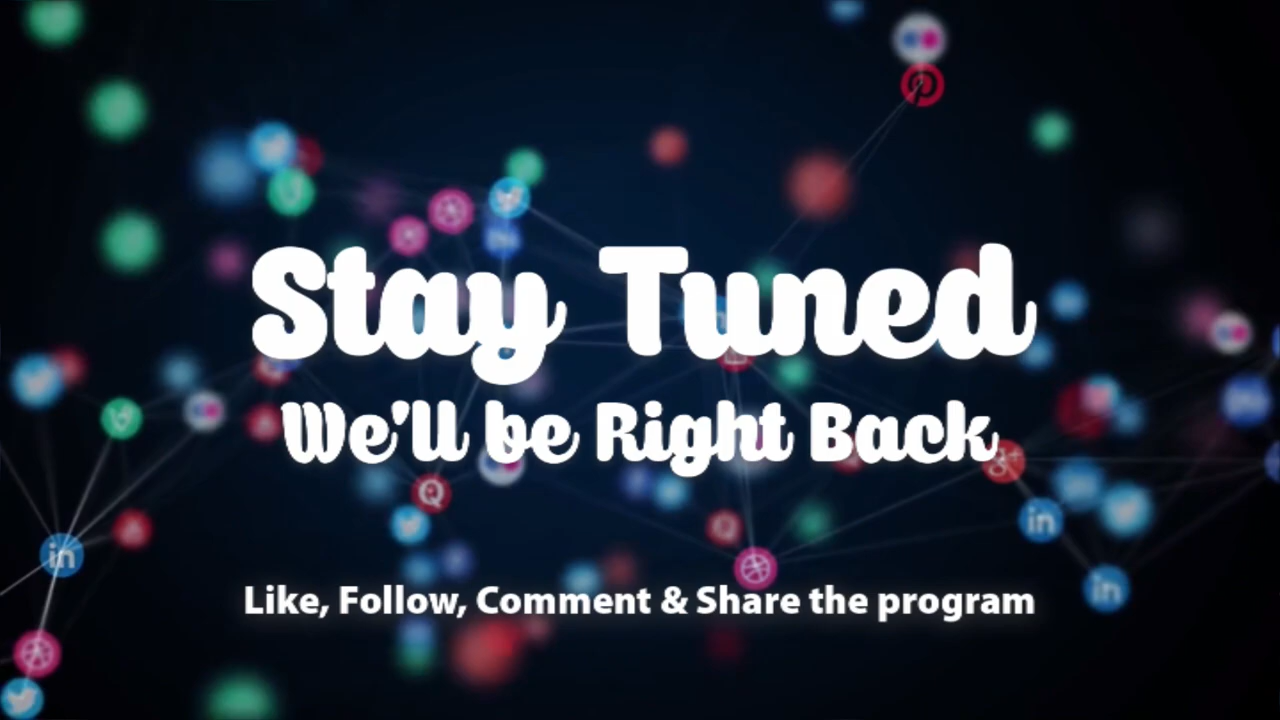 Stay Tuned
We'll be Right Back
Like, Follow, Comment & Share the program